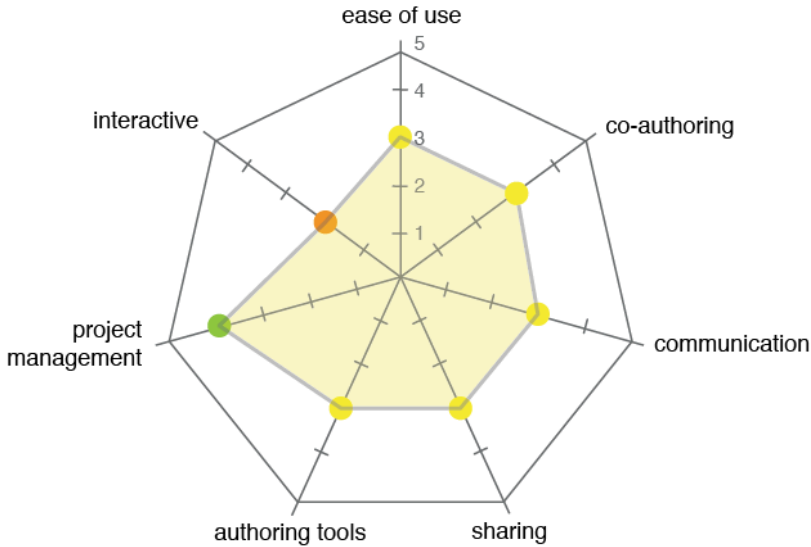 ease of use
5
4
interactive
co-authoring
3
2
1
project
management
communication
authoring tools
sharing